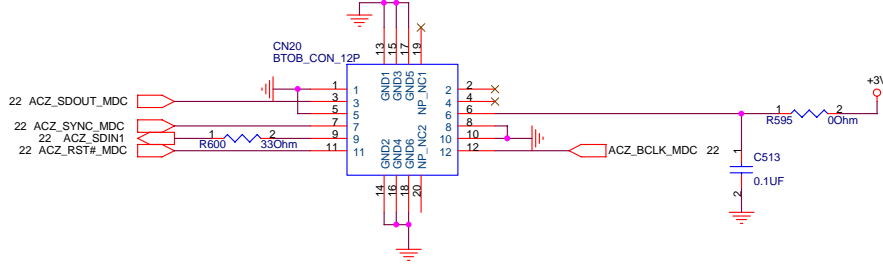 CN20
BTOB_CON_12P
13
15
17
19
GND1
GND3
GND5
NP_NC1
+3V
1
1
2
2
3
3
4
4
5
5
6
6
7
7
8
8
9
9
10
10
11
11
12
12
22 ACZ_SDOUT_MDC
22 ACZ_SYNC_MDC
22 ACZ_SDIN1
22 ACZ_RST#_MDC
1
2
R600
33Ohm
GND2
GND4
GND6
NP_NC2
14
16
18
20
ACZ_BCLK_MDC 22
1
2
R595
0Ohm
1
C513
0.1UF
2